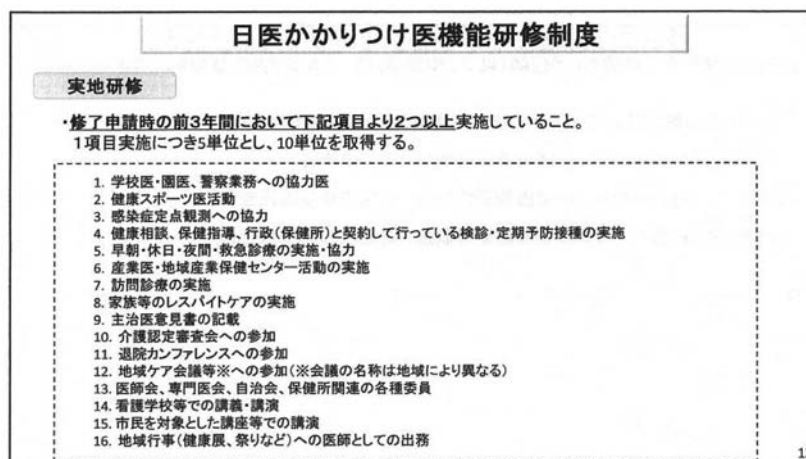 日医かかりつけ医機能研修制度
実地研修
・修了申請時の前3年間において下記項目より2つ以上実施していること。
1項目実施につき5単位とし、10単位を取得する。
1. 学校医・園医、警察業務への協力医
2. 健康スポーツ医活動
3. 感染症定点観測への協力
4. 健康相談、保健指導、行政(保健所)と契約して行っている検診・定期予防接種の実施
5. 早朝・休日・夜間・救急診療の実施・協力
6. 産業医・地域産業保健センター活動の実施
7. 訪問診療の実施
8. 家族等のレスパイトケアの実施
9. 主治医意見書の記載
10. 介護認定審査会への参加
11. 退院カンファレンスへの参加
12. 地域ケア会議等※への参加(※会議の名称は地域により異なる)
13. 医師会、専門医会、自治会、保健所関連の各種委員
14. 看護学校等での講義・講演
15. 市民を対象とした講座等での講演
16. 地域行事(健康展、祭りなど)への医師としての出務